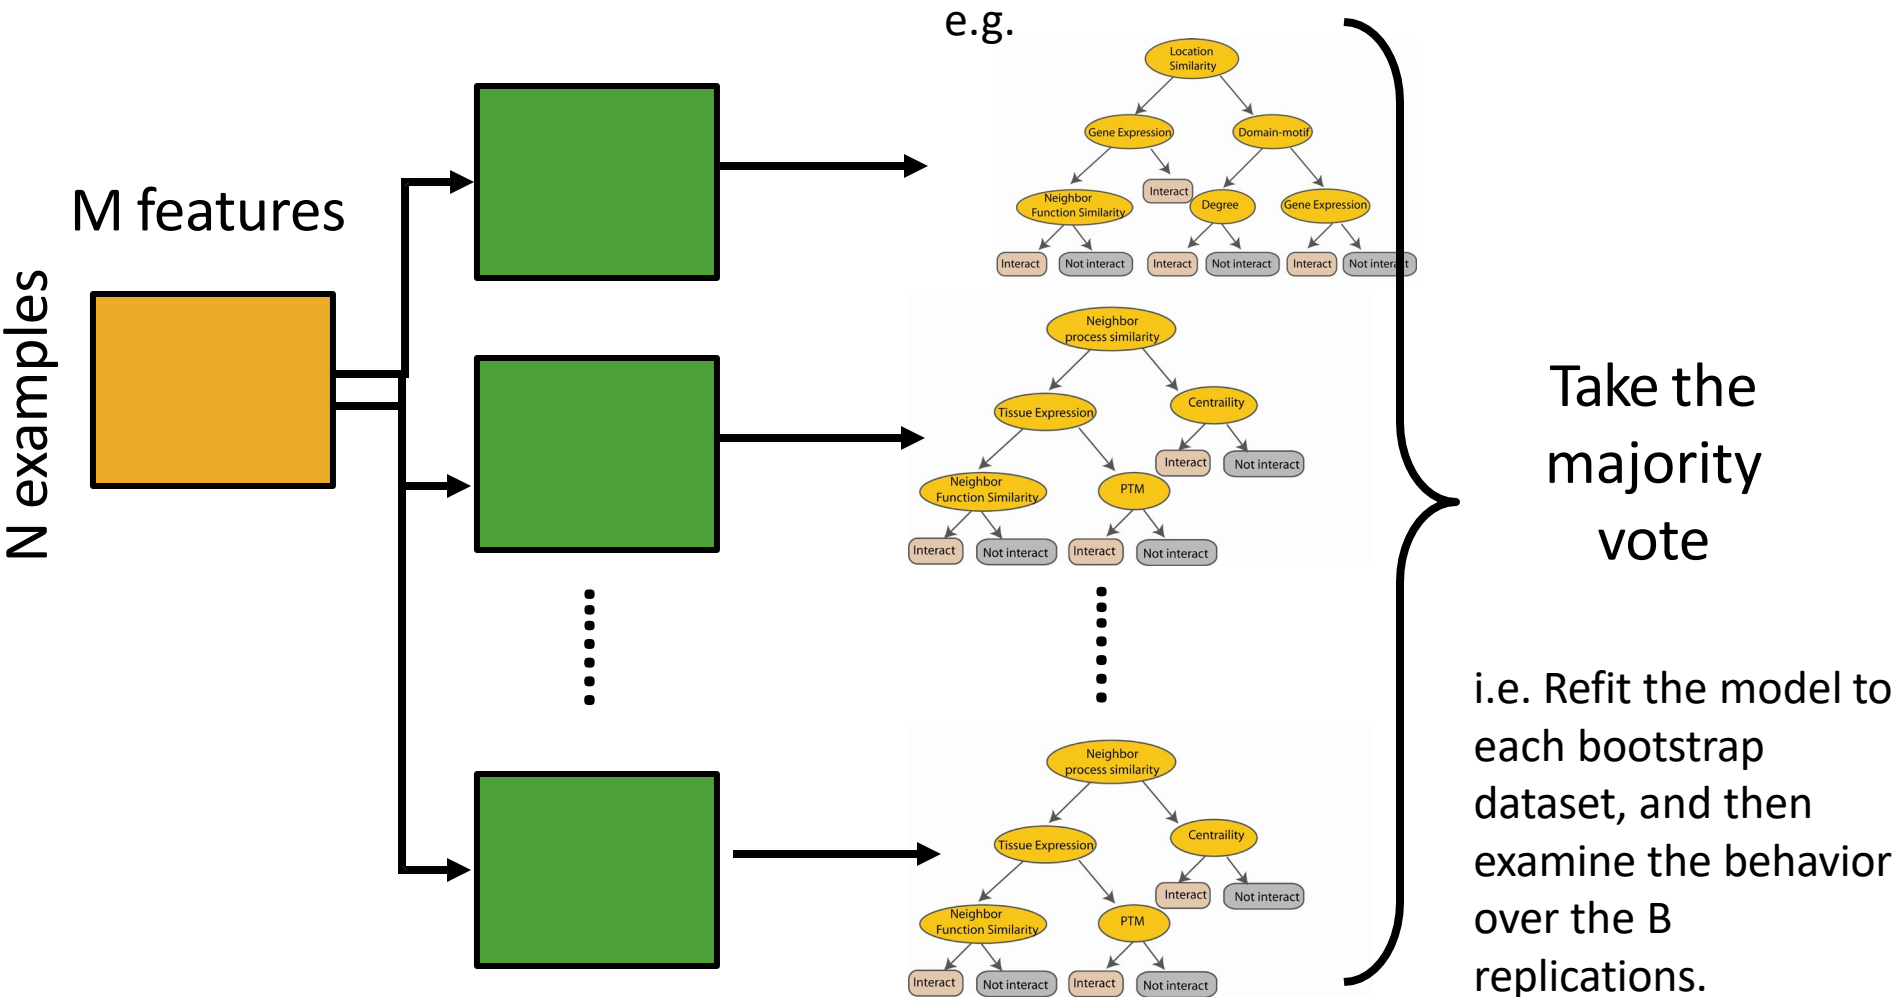 e.g.
M features
N examples
Location
Similarity
Gene Expression
Domain-motif
Interact
Neighbor
Function Similarity
Degree
Gene Expression
Interact
Not interact
Interact
Not interact
Interact
Not interact
Neighbor
process similarity
Tissue Expression
Centraility
Interact
Not interact
Neighbor
Function Similarity
PTM
Interact
Not interact
Interact
Not interact
Neighbor
process similarity
Tissue Expression
Centraility
Interact
Not interact
Neighbor
Function Similarity
PTM
Interact
Not interact
Interact
Not interact
Take the
majority
vote
i.e. Refit the model to
each bootstrap
dataset, and then
examine the behavior
over the B
replications.